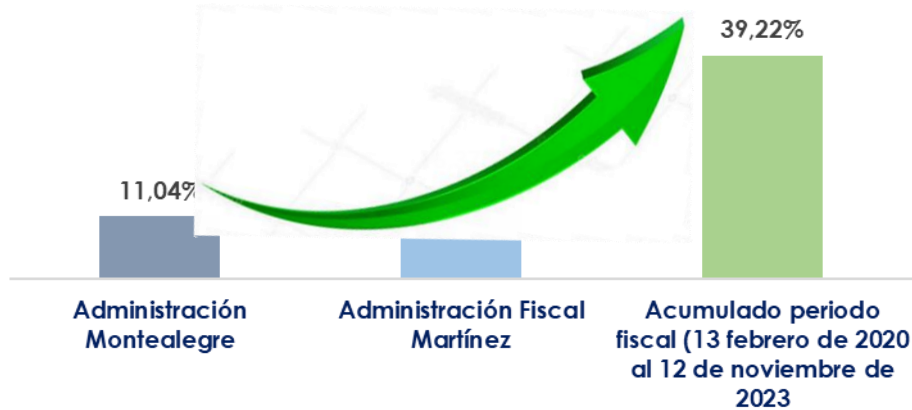 39,22%
11,04%
Administración
Montealegre
Administración Fiscal
Martínez
Acumulado periodo
fiscal (13 febrero de 2020
al 12 de noviembre de
2023